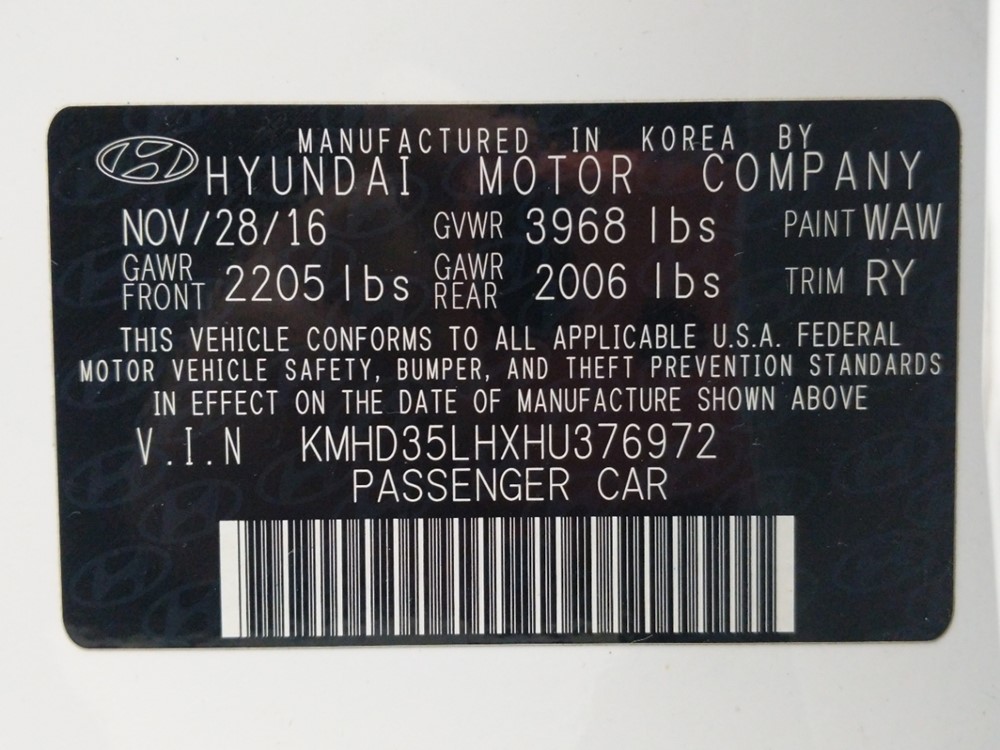 MANUFACTURED IN KOREA BY
HYUNDAI MOTOR COMPANY
NOV/28/16 GVWR 3968 lbs PAINT WAW
GAWR FRONT 2205 lbs GAWR REAR 2006 lbs TRIM RY
THIS VEHICLE CONFORMS TO ALL APPLICABLE U.S.A. FEDERAL
MOTOR VEHICLE SAFETY, BUMPER, AND THEFT PREVENTION STANDARDS
IN EFFECT ON THE DATE OF MANUFACTURE SHOWN ABOVE
V.I.N KMHD35LHXHU376972
PASSENGER CAR